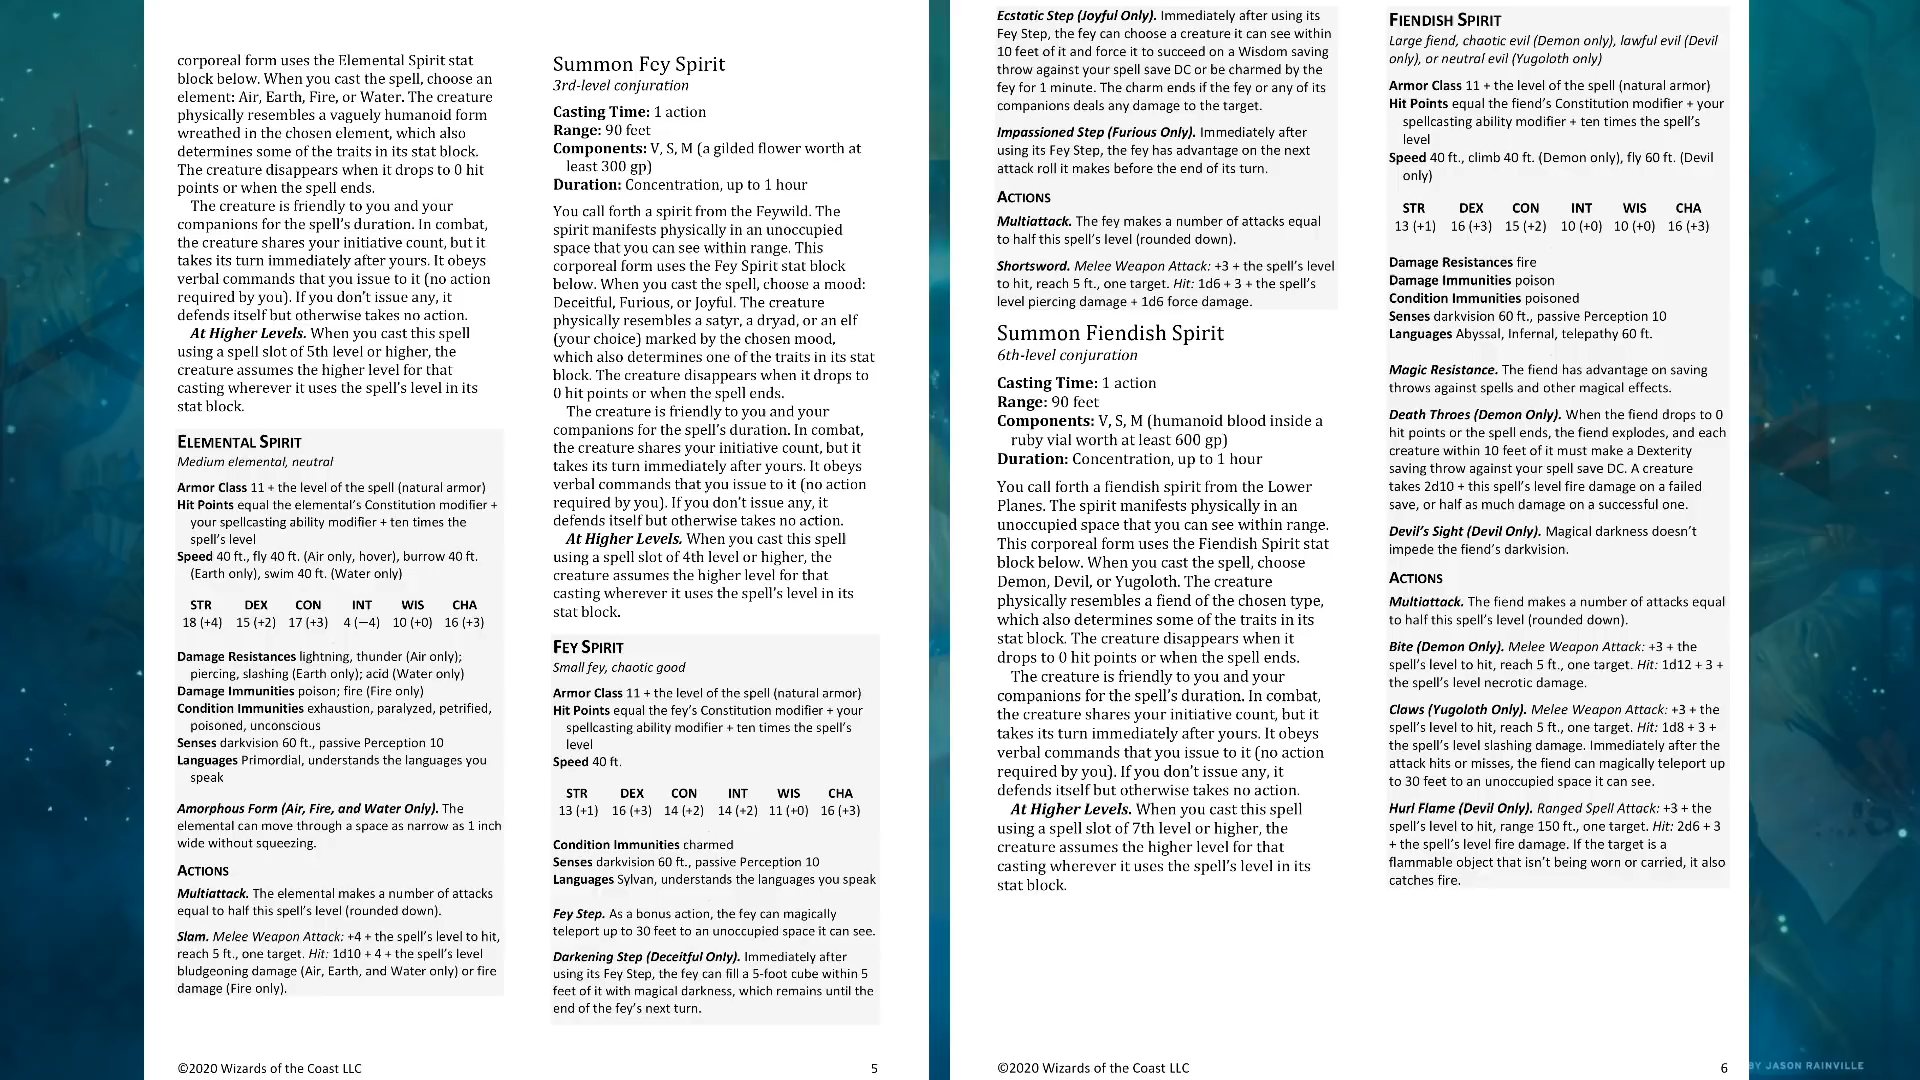 corporeal form uses the Elemental Spirit stat
block below. When you cast the spell, choose an
element: Air, Earth, Fire, or Water. The creature
physically resembles a vaguely humanoid form
wreathed in the chosen element, which also
determines some of the traits in its stat block.
The creature disappears when it drops to 0 hit
points or when the spell ends.
The creature is friendly to you and your
companions for the spell's duration. In combat,
the creature shares your initiative count, but it
takes its turn immediately after yours. It obeys
verbal commands that you issue to it (no action
required by you). If you don't issue any, it
defends itself but otherwise takes no action.
At Higher Levels. When you cast this spell
using a spell slot of 5th level or higher, the
creature assumes the higher level for that
casting wherever it uses the spell's level in its
stat block.
ELEMENTAL SPIRIT
Medium elemental, neutral
Armor Class 11 + the level of the spell (natural armor)
Hit Points equal the elemental's Constitution modifier +
your spellcasting ability modifier + ten times the
spell's level
Speed 40 ft., fly 40 ft. (Air only, hover), burrow 40 ft.
(Earth only), swim 40 ft. (Water only)
STR DEX CON INT WIS CHA
18 (+4) 15 (+2) 17 (+3) 4 (—4) 10 (+0) 16 (+3)
Damage Resistances lightning, thunder (Air only);
piercing, slashing (Earth only); acid (Water only)
Damage Immunities poison; fire (Fire only)
Condition Immunities exhaustion, paralyzed, petrified,
poisoned, unconscious
Senses darkvision 60 ft., passive Perception 10
Languages Primordial, understands the languages you
speak
Amorphous Form (Air, Fire, and Water Only). The
elemental can move through a space as narrow as 1 inch
wide without squeezing.
ACTIONS
Multiattack. The elemental makes a number of attacks
equal to half this spell's level (rounded down).
Slam. Melee Weapon Attack: +4 + the spell's level to hit,
reach 5 ft., one target. Hit: 1d10 + 4 + the spell's level
bludgeoning damage (Air, Earth, and Water only) or fire
damage (Fire only).
Summon Fey Spirit
3rd-level conjuration
Casting Time: 1 action
Range: 90 feet
Components: V, S, M (a gilded flower worth at
least 300 gp)
Duration: Concentration, up to 1 hour
You call forth a spirit from the Feywild. The
spirit manifests physically in an unoccupied
space that you can see within range. This
corporeal form uses the Fey Spirit stat block
below. When you cast the spell, choose a mood:
Deceitful, Furious, or Joyful. The creature
physically resembles a satyr, a dryad, or an elf
(your choice) marked by the chosen mood,
which also determines one of the traits in its stat
block. The creature disappears when it drops to
0 hit points or when the spell ends.
The creature is friendly to you and your
companions for the spell's duration. In combat,
the creature shares your initiative count, but it
takes its turn immediately after yours. It obeys
verbal commands that you issue to it (no action
required by you). If you don't issue any, it
defends itself but otherwise takes no action.
At Higher Levels. When you cast this spell
using a spell slot of 4th level or higher, the
creature assumes the higher level for that
casting wherever it uses the spell's level in its
stat block.
FEY SPIRIT
Small fey, chaotic good
Armor Class 11 + the level of the spell (natural armor)
Hit Points equal the fey's Constitution modifier + your
spellcasting ability modifier + ten times the spell's
level
Speed 40 ft.
STR DEX CON INT WIS CHA
13 (+1) 16 (+3) 14 (+2) 14 (+2) 11 (+0) 16 (+3)
Condition Immunities charmed
Senses darkvision 60 ft., passive Perception 10
Languages Sylvan, understands the languages you speak
Fey Step. As a bonus action, the fey can magically
teleport up to 30 feet to an unoccupied space it can see.
Darkening Step (Deceitful Only). Immediately after
using its Fey Step, the fey can fill a 5-foot cube within 5
feet of it with magical darkness, which remains until the
end of the fey's next turn.
©2020 Wizards of the Coast LLC 5
Ecstatic Step (Joyful Only). Immediately after using its
Fey Step, the fey can choose a creature it can see within
10 feet of it and force it to succeed on a Wisdom saving
throw against your spell save DC or be charmed by the
fey for 1 minute. The charm ends if the fey or any of its
companions deals any damage to the target.
Impassioned Step (Furious Only). Immediately after
using its Fey Step, the fey has advantage on the next
attack roll it makes before the end of its turn.
ACTIONS
Multiattack. The fey makes a number of attacks equal
to half this spell's level (rounded down).
Shortsword. Melee Weapon Attack: +3 + the spell's level
to hit, reach 5 ft., one target. Hit: 1d6 + 3 + the spell's
level piercing damage + 1d6 force damage.
Summon Fiendish Spirit
6th-level conjuration
Casting Time: 1 action
Range: 90 feet
Components: V, S, M (humanoid blood inside a
ruby vial worth at least 600 gp)
Duration: Concentration, up to 1 hour
You call forth a fiendish spirit from the Lower
Planes. The spirit manifests physically in an
unoccupied space that you can see within range.
This corporeal form uses the Fiendish Spirit stat
block below. When you cast the spell, choose
Demon, Devil, or Yugoloth. The creature
physically resembles a fiend of the chosen type,
which also determines some of the traits in its
stat block. The creature disappears when it
drops to 0 hit points or when the spell ends.
The creature is friendly to you and your
companions for the spell's duration. In combat,
the creature shares your initiative count, but it
takes its turn immediately after yours. It obeys
verbal commands that you issue to it (no action
required by you). If you don't issue any, it
defends itself but otherwise takes no action.
At Higher Levels. When you cast this spell
using a spell slot of 7th level or higher, the
creature assumes the higher level for that
casting wherever it uses the spell's level in its
stat block.
FIENDISH SPIRIT
Large fiend, chaotic evil (Demon only), lawful evil (Devil
only), or neutral evil (Yugoloth only)
Armor Class 11 + the level of the spell (natural armor)
Hit Points equal the fiend's Constitution modifier + your
spellcasting ability modifier + ten times the spell's
level
Speed 40 ft., climb 40 ft. (Demon only), fly 60 ft. (Devil
only)
STR DEX CON INT WIS CHA
13 (+1) 16 (+3) 15 (+2) 10 (+0) 10 (+0) 16 (+3)
Damage Resistances fire
Damage Immunities poison
Condition Immunities poisoned
Senses darkvision 60 ft., passive Perception 10
Languages Abyssal, Infernal, telepathy 60 ft.
Magic Resistance. The fiend has advantage on saving
throws against spells and other magical effects.
Death Throes (Demon Only). When the fiend drops to 0
hit points or the spell ends, the fiend explodes, and each
creature within 10 feet of it must make a Dexterity
saving throw against your spell save DC. A creature
takes 2d10 + this spell's level fire damage on a failed
save, or half as much damage on a successful one.
Devil's Sight (Devil Only). Magical darkness doesn't
impede the fiend's darkvision.
ACTIONS
Multiattack. The fiend makes a number of attacks equal
to half this spell's level (rounded down).
Bite (Demon Only). Melee Weapon Attack: +3 + the
spell's level to hit, reach 5 ft., one target. Hit: 1d12 + 3 +
the spell's level necrotic damage.
Claws (Yugoloth Only). Melee Weapon Attack: +3 + the
spell's level to hit, reach 5 ft., one target. Hit: 1d8 + 3 +
the spell's level slashing damage. Immediately after the
attack hits or misses, the fiend can magically teleport up
to 30 feet to an unoccupied space it can see.
Hurl Flame (Devil Only). Ranged Spell Attack: +3 + the
spell's level to hit, range 150 ft., one target. Hit: 2d6 + 3
+ the spell's level fire damage. If the target is a
flammable object that isn't being worn or carried, it also
catches fire.
©2020 Wizards of the Coast LLC 6
BY JASON RAINVILLE